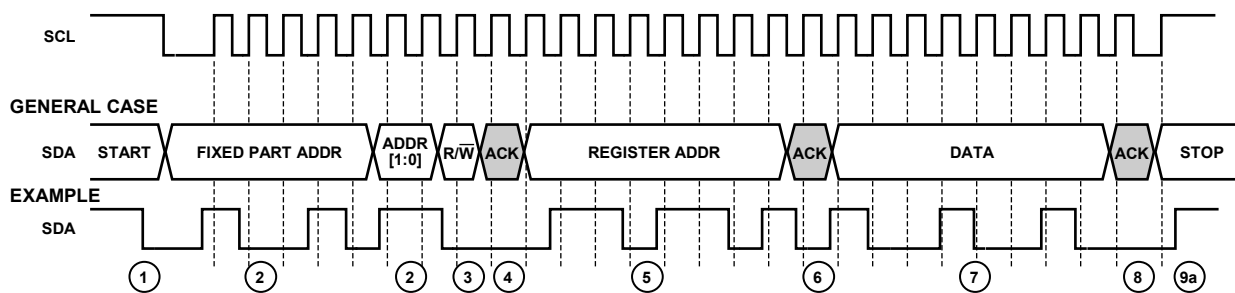 SCL
GENERAL CASE
SDA START FIXED PART ADDR ADDR [1:0] R/W̅ ACK REGISTER ADDR ACK DATA ACK STOP
EXAMPLE
SDA
1 2 2 3 4 5 6 7 8 9a